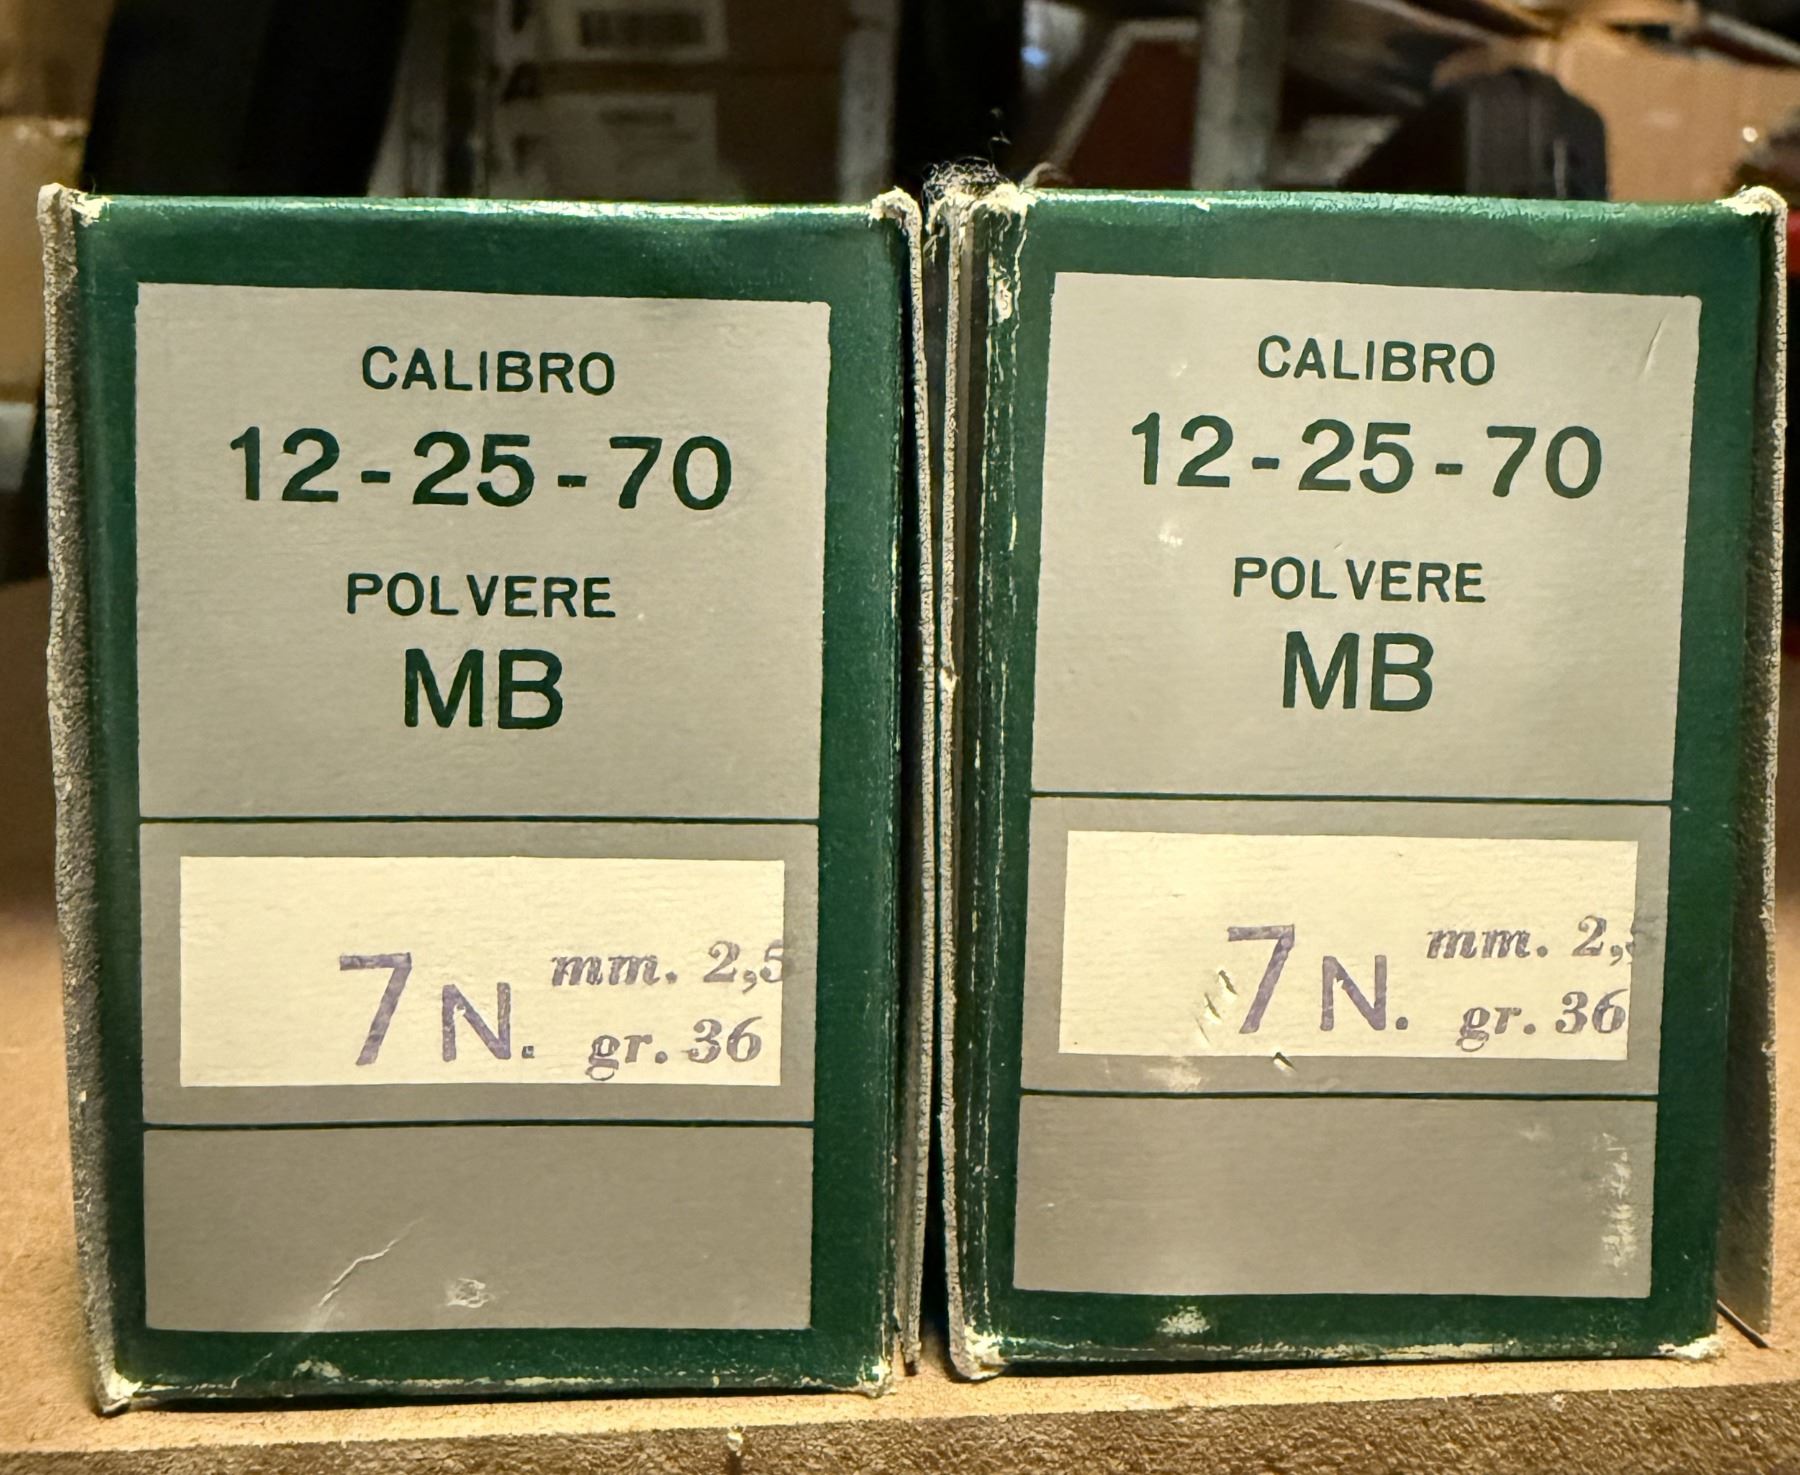 CALIBRO
12-25-70
POLVERE
MB
7 N. mm. 2,5
gr. 36
CALIBRO
12-25-70
POLVERE
MB
7 N. mm. 2,5
gr. 36